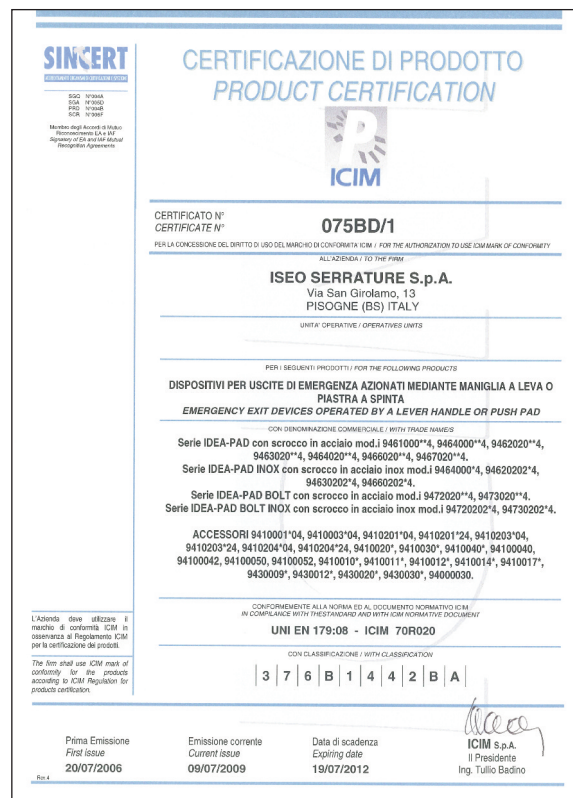 SINCERT
SGQ N°004A
SGA N°005D
PRD N°004B
SCR N°006F
Membro degli Accordi di Mutuo
Riconoscimento EA e IAF
Signatory of EA and IAF Mutual
Recognition Agreements
CERTIFICAZIONE DI PRODOTTO
PRODUCT CERTIFICATION
P
ICIM
CERTIFICATO N°
CERTIFICATE N°
075BD/1
PER LA CONCESSIONE DEL DIRITTO DI USO DEL MARCHIO DI CONFORMITA' ICIM / FOR THE AUTHORIZATION TO USE ICIM MARK OF CONFORMITY
ALL'AZIENDA / TO THE FIRM
ISEO SERRATURE S.p.A.
Via San Girolamo, 13
PISOGNE (BS) ITALY
UNITA' OPERATIVE / OPERATIVES UNITS
PER I SEGUENTI PRODOTTI / FOR THE FOLLOWING PRODUCTS
DISPOSITIVI PER USCITE DI EMERGENZA AZIONATI MEDIANTE MANIGLIA A LEVA O
PIASTRA A SPINTA
EMERGENCY EXIT DEVICES OPERATED BY A LEVER HANDLE OR PUSH PAD
CON DENOMINAZIONE COMMERCIALE / WITH TRADE NAME/S
Serie IDEA-PAD con scrocco in acciaio mod.i 9461000**4, 9464000**4, 9462020**4,
9463020**4, 9464020**4, 9466020**4, 9467020**4.
Serie IDEA-PAD INOX con scrocco in acciaio inox mod.i 9464000*4, 94620202*4,
94630202*4, 94660202*4.
Serie IDEA-PAD BOLT con scrocco in acciaio mod.i 9472020**4, 9473020**4.
Serie IDEA-PAD BOLT INOX con scrocco in acciaio inox mod.i 94720202*4, 94730202*4.
ACCESSORI 9410001*04, 9410003*04, 9410201*04, 9410201*24, 9410203*04,
9410203*24, 9410204*04, 9410204*24, 9410020*, 9410030*, 9410040*, 94100040,
94100042, 94100050, 94100052, 9410010*, 9410011*, 9410012*, 9410014*, 9410017*,
9430009*, 9430012*, 9430020*, 9430030*, 94000030.
CONFORMEMENTE ALLA NORMA ED AL DOCUMENTO NORMATIVO ICIM
IN COMPLIANCE WITH THESTANDARD AND WITH ICIM NORMATIVE DOCUMENT
UNI EN 179:08 - ICIM 70R020
CON CLASSIFICAZIONE / WITH CLASSIFICATION
3 7 6 B 1 4 4 2 B A
L'Azienda deve utilizzare il
marchio di conformità ICIM in
osservanza al Regolamento ICIM
per la certificazione dei prodotti.
The firm shall use ICIM mark of
conformity for the products
according to ICIM Regulation for
products certification.
Prima Emissione
First issue
20/07/2006
Emissione corrente
Current issue
09/07/2009
Data di scadenza
Expiring date
19/07/2012
ICIM S.p.A.
Il Presidente
Ing. Tullio Badino
Rev.4